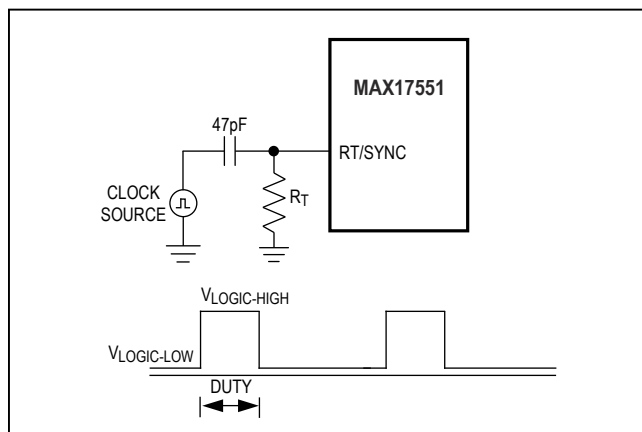 MAX17551
47pF
RT/SYNC
RT
CLOCK
SOURCE
VLOGIC-HIGH
VLOGIC-LOW
DUTY